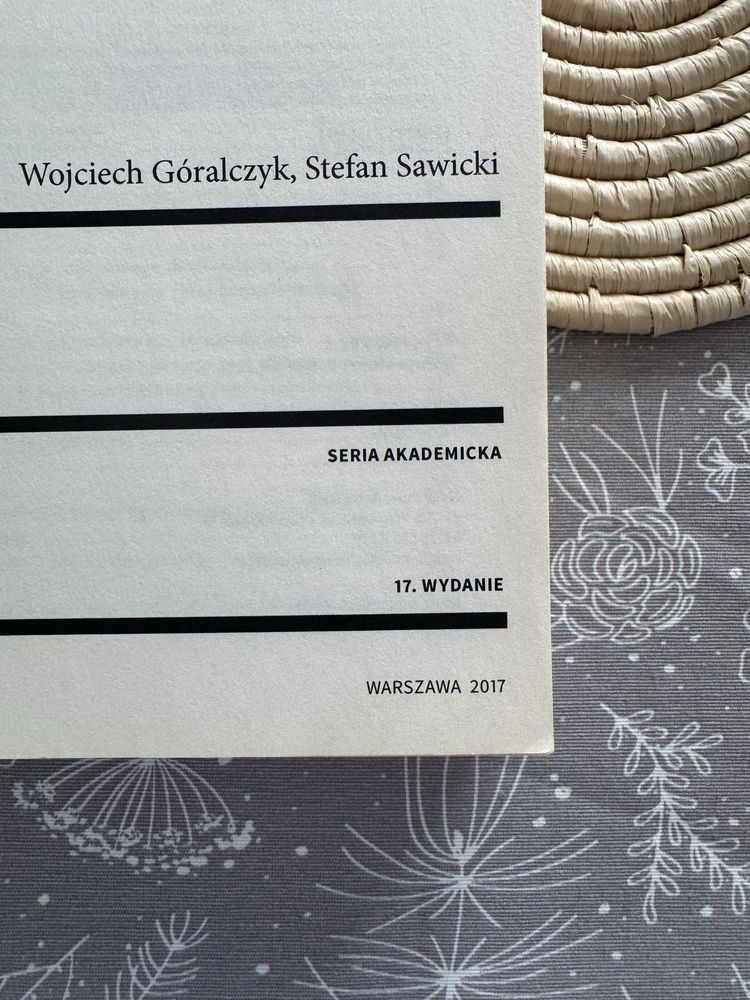 Wojciech Góralczyk, Stefan Sawicki
SERIA AKADEMICKA
17. WYDANIE
WARSZAWA 2017